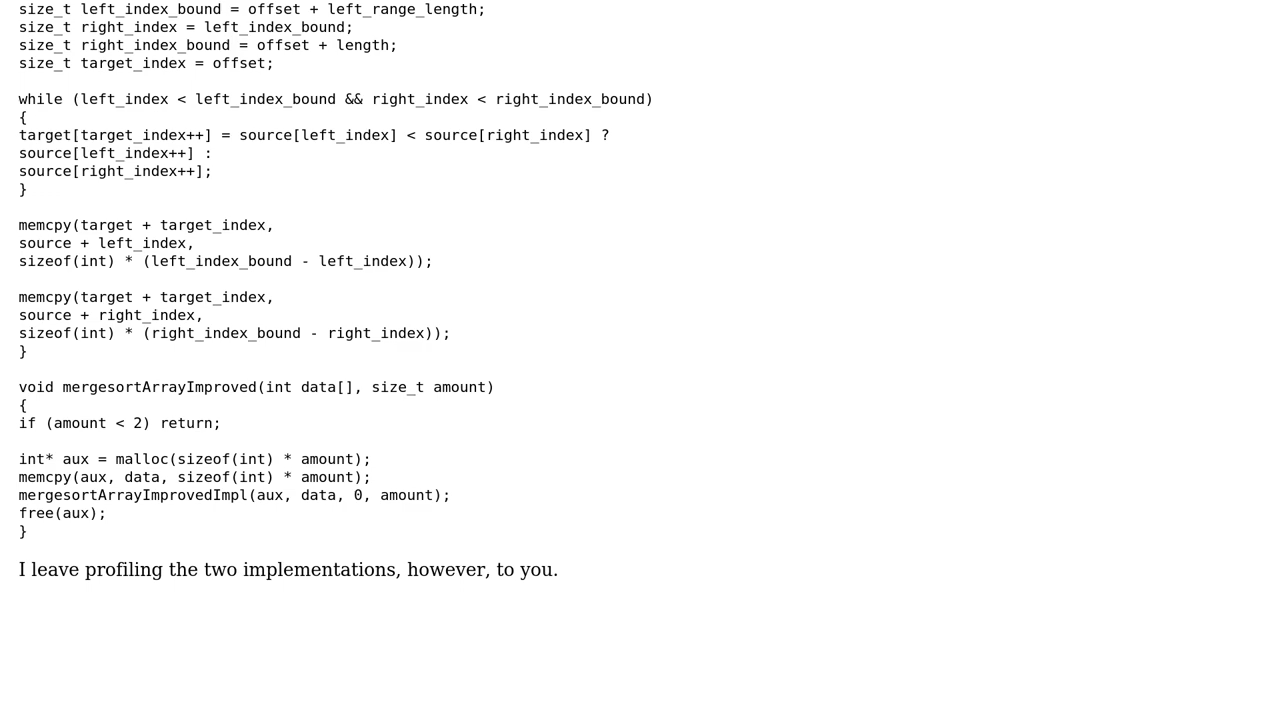 size_t left_index_bound = offset + left_range_length;
size_t right_index = left_index_bound;
size_t right_index_bound = offset + length;
size_t target_index = offset;
while (left_index < left_index_bound && right_index < right_index_bound)
{
target[target_index++] = source[left_index] < source[right_index] ?
source[left_index++] :
source[right_index++];
}
memcpy(target + target_index,
source + left_index,
sizeof(int) * (left_index_bound - left_index));
memcpy(target + target_index,
source + right_index,
sizeof(int) * (right_index_bound - right_index));
}
void mergesortArrayImproved(int data[], size_t amount)
{
if (amount < 2) return;
int* aux = malloc(sizeof(int) * amount);
memcpy(aux, data, sizeof(int) * amount);
mergesortArrayImprovedImpl(aux, data, 0, amount);
free(aux);
}
I leave profiling the two implementations, however, to you.